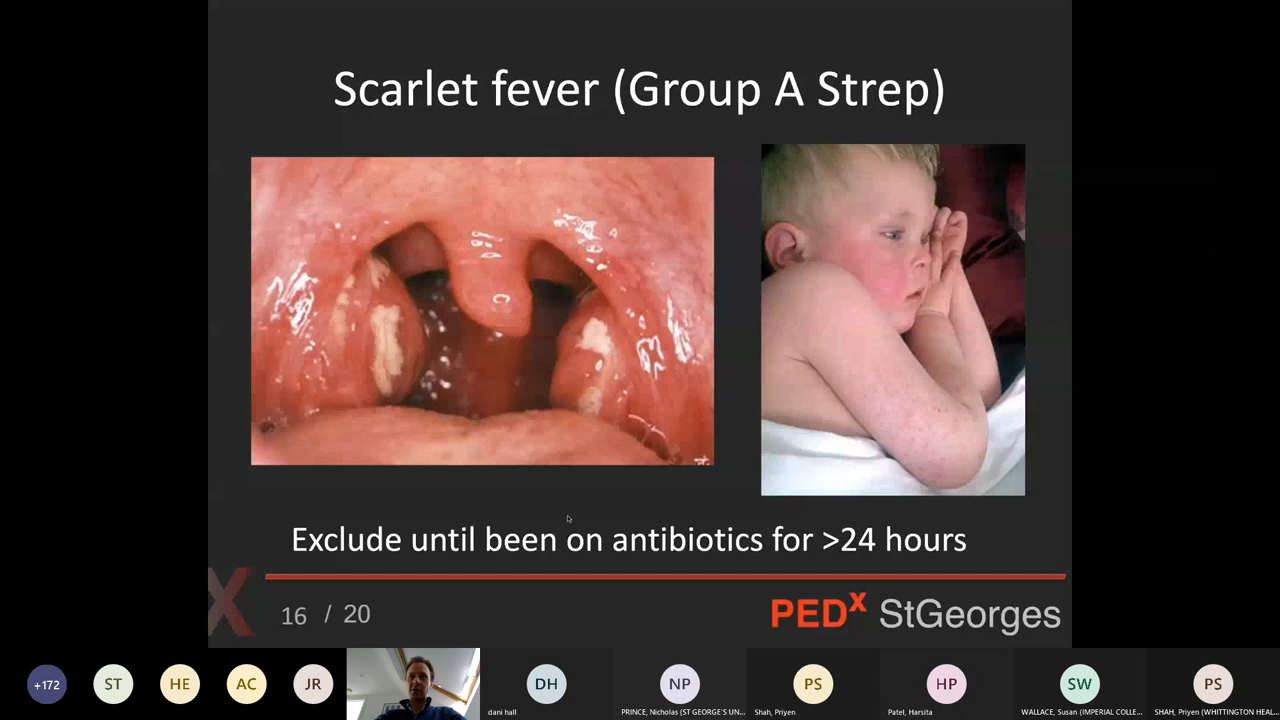 Scarlet fever (Group A Strep)
Exclude until been on antibiotics for >24 hours
X
16 / 20
PEDx StGeorges
+172
ST
HE
AC
JR
DH
dani hall
NP
PRINCE, Nicholas (ST GEORGE'S UN...
PS
Shah, Priyen
HP
Patel, Harsita
SW
WALLACE, Susan (IMPERIAL COLLE...
PS
SHAH, Priyen (WHITTINGTON HEAL...